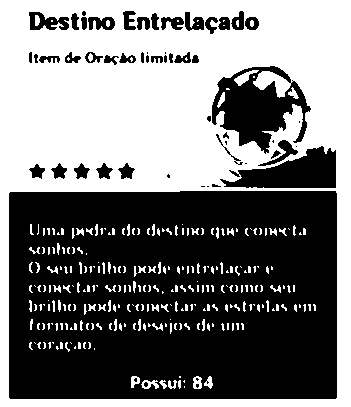 Destino Entrelaçado
Item de Oração limitada
Uma pedra do destino que conecta
sonhos.
O seu brilho pode entrelaçar e
conectar sonhos, assim como seu
brilho pode conectar as estrelas em
formatos de desejos de um
coração.
Possui: 84